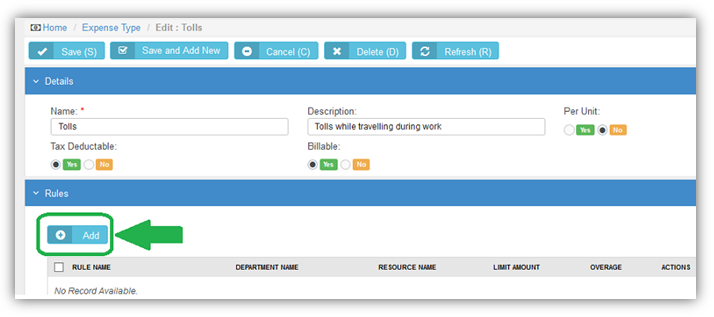 Home / Expense Type / Edit : Tolls
Save (S) Save and Add New Cancel (C) Delete (D) Refresh (R)
Details
Name: * Description: Per Unit:
Tolls Tolls while travelling during work Yes No
Tax Deductable: Billable:
Yes No Yes No
Rules
Add
RULE NAME DEPARTMENT NAME RESOURCE NAME LIMIT AMOUNT OVERAGE ACTIONS
No Record Available.